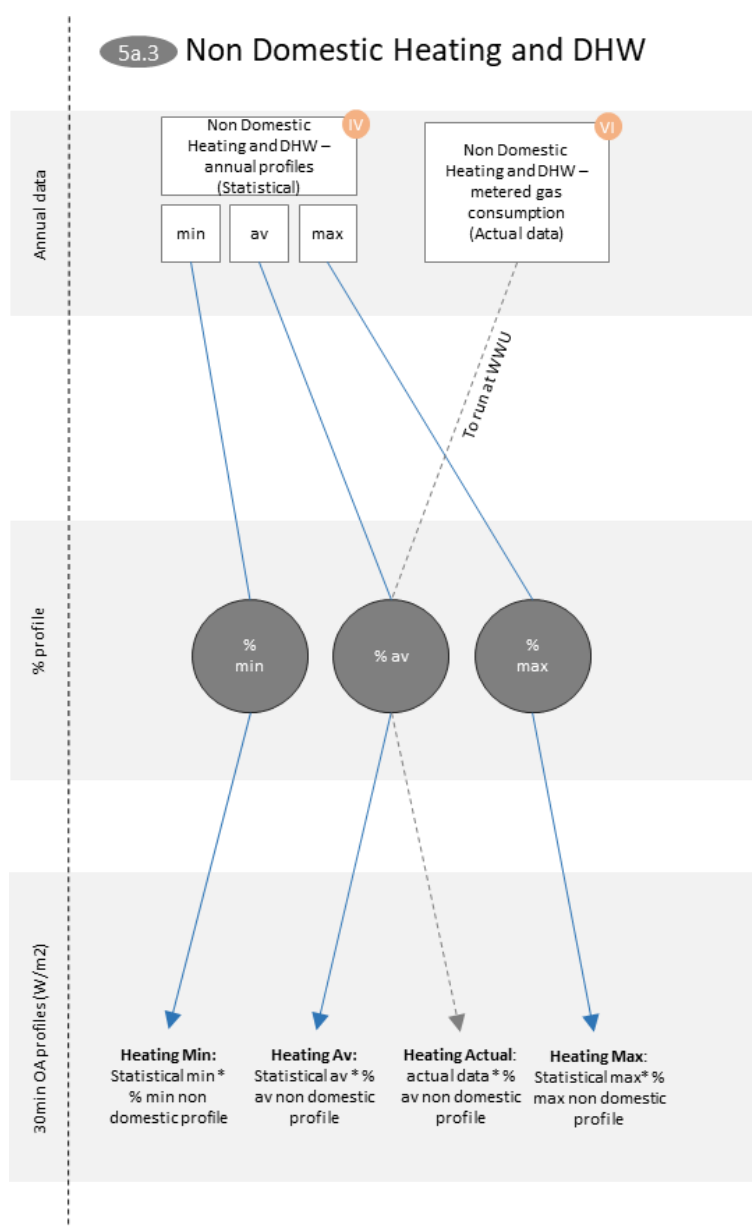 5a.3 Non Domestic Heating and DHW
Annual data
IV
Non Domestic
Heating and DHW –
annual profiles
(Statistical)
min
av
max
VI
Non Domestic
Heating and DHW –
metered gas
consumption
(Actual data)
To run at WWU
% profile
%
min
% av
%
max
30min OA profiles (W/m2)
Heating Min:
Statistical min *
% min non
domestic profile
Heating Av:
Statistical av * %
av non domestic
profile
Heating Actual:
actual data * %
av non domestic
profile
Heating Max:
Statistical max* %
max non domestic
profile